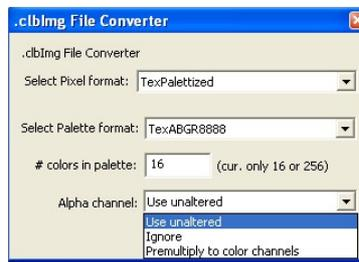 .clbImg File Converter
.clbImg File Converter
Select Pixel format: TexPalettized
Select Palette format: TexABGR8888
# colors in palette: 16 (cur. only 16 or 256)
Alpha channel: Use unaltered
Use unaltered
Ignore
Premultiply to color channels